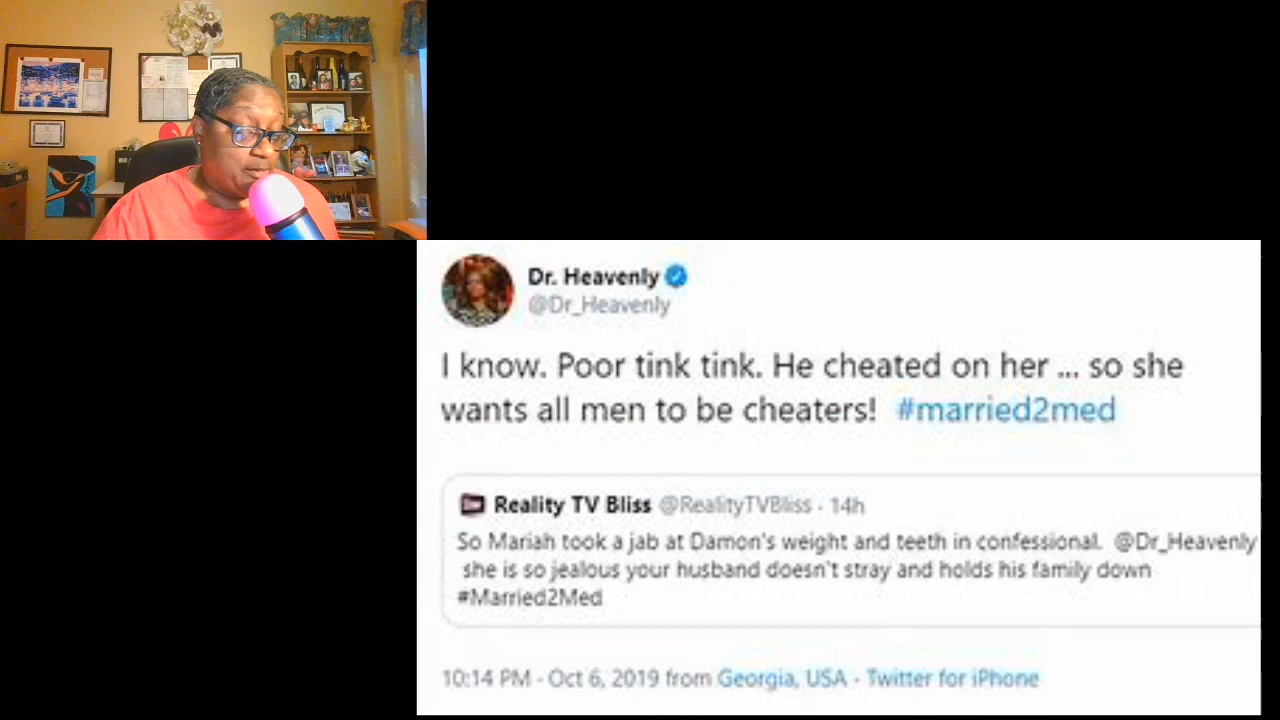 Dr. Heavenly
@Dr_Heavenly
I know. Poor tink tink. He cheated on her ... so she
wants all men to be cheaters! #married2med
Reality TV Bliss @RealityTVBliss · 14h
So Mariah took a jab at Damon's weight and teeth in confessional. @Dr_Heavenly
she is so jealous your husband doesn't stray and holds his family down
#Married2Med
10:14 PM · Oct 6, 2019 from Georgia, USA · Twitter for iPhone